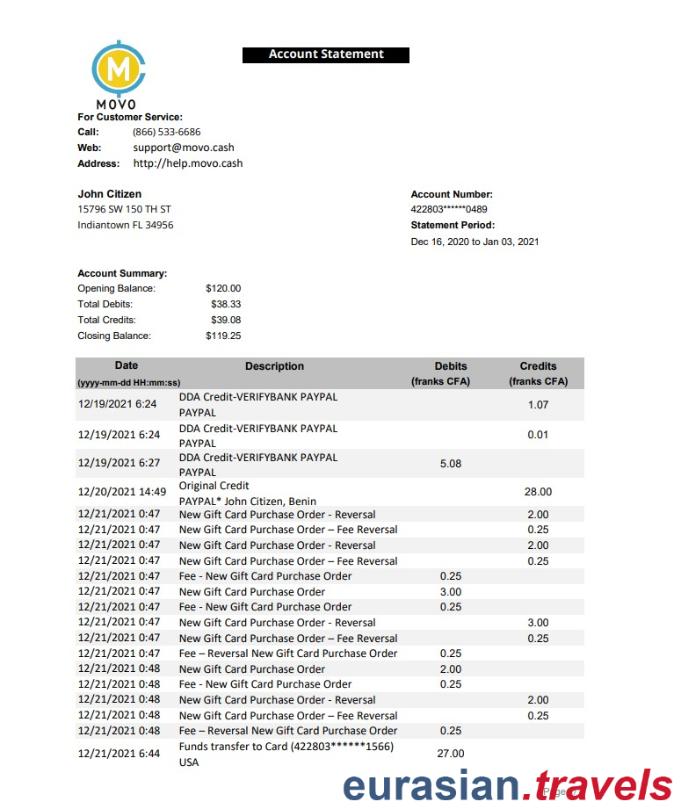 Account Statement
M
MOVO
For Customer Service:
Call: (866) 533-6686
Web: support@movo.cash
Address: http://help.movo.cash
John Citizen
15796 SW 150 TH ST
Indiantown FL 34956
Account Number:
422803******0489
Statement Period:
Dec 16, 2020 to Jan 03, 2021
Account Summary:
Opening Balance: $120.00
Total Debits: $38.33
Total Credits: $39.08
Closing Balance: $119.25
Date Description Debits Credits
(yyyy-mm-dd HH:mm:ss) (franks CFA) (franks CFA)
12/19/2021 6:24 DDA Credit-VERIFYBANK PAYPAL 1.07
PAYPAL
12/19/2021 6:24 DDA Credit-VERIFYBANK PAYPAL 0.01
PAYPAL
12/19/2021 6:27 DDA Credit-VERIFYBANK PAYPAL 5.08
PAYPAL
12/20/2021 14:49 Original Credit 28.00
PAYPAL* John Citizen, Benin
12/21/2021 0:47 New Gift Card Purchase Order - Reversal 2.00
12/21/2021 0:47 New Gift Card Purchase Order – Fee Reversal 0.25
12/21/2021 0:47 New Gift Card Purchase Order - Reversal 2.00
12/21/2021 0:47 New Gift Card Purchase Order – Fee Reversal 0.25
12/21/2021 0:47 Fee - New Gift Card Purchase Order 0.25
12/21/2021 0:47 New Gift Card Purchase Order 3.00
12/21/2021 0:47 Fee - New Gift Card Purchase Order 0.25
12/21/2021 0:47 New Gift Card Purchase Order - Reversal 3.00
12/21/2021 0:47 New Gift Card Purchase Order – Fee Reversal 0.25
12/21/2021 0:47 Fee – Reversal New Gift Card Purchase Order 0.25
12/21/2021 0:48 New Gift Card Purchase Order 2.00
12/21/2021 0:48 Fee - New Gift Card Purchase Order 0.25
12/21/2021 0:48 New Gift Card Purchase Order - Reversal 2.00
12/21/2021 0:48 New Gift Card Purchase Order – Fee Reversal 0.25
12/21/2021 0:48 Fee – Reversal New Gift Card Purchase Order 0.25
12/21/2021 6:44 Funds transfer to Card (422803******1566) 27.00
USA
eurasian.travels